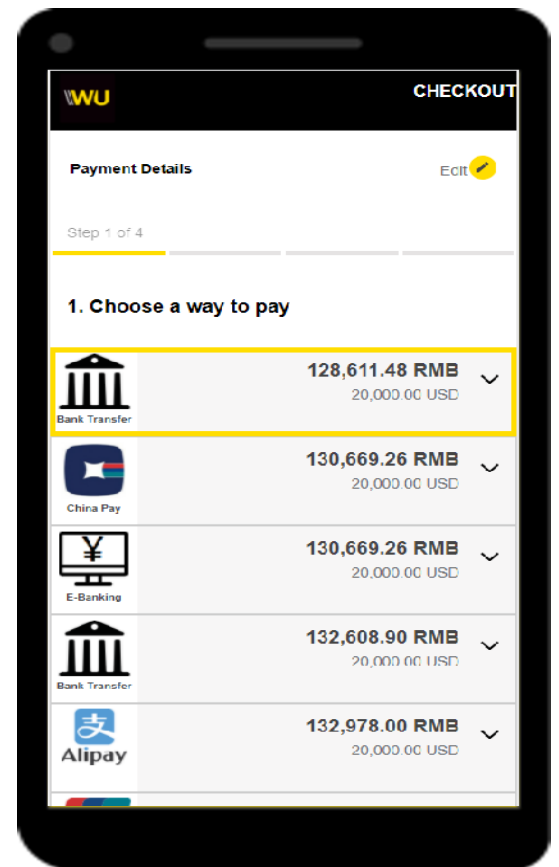 WU
CHECKOUT
Payment Details
Edit
Step 1 of 4
1. Choose a way to pay
128,611.48 RMB
20,000.00 USD
Bank Transfer
130,669.26 RMB
20,000.00 USD
China Pay
¥
130,669.26 RMB
20,000.00 USD
E-Banking
132,608.90 RMB
20,000.00 USD
Bank Transfer
支
132,978.00 RMB
20,000.00 USD
Alipay